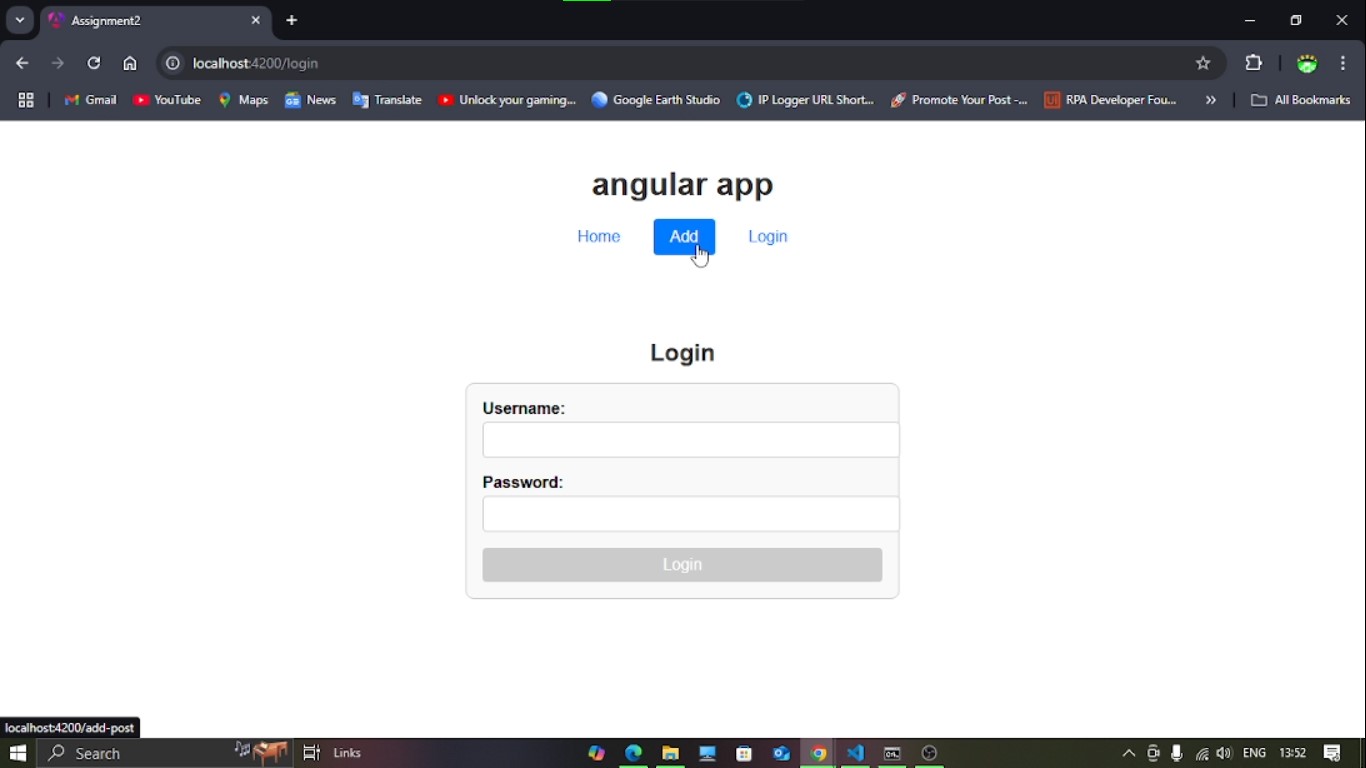 Assignment2
localhost:4200/login
Gmail YouTube Maps News Translate Unlock your gaming... Google Earth Studio IP Logger URL Short... Promote Your Post -... RPA Developer Fou... » All Bookmarks
angular app
Home Add Login
Login
Username:
Password:
Login
localhost:4200/add-post
Search Links ENG 13:52